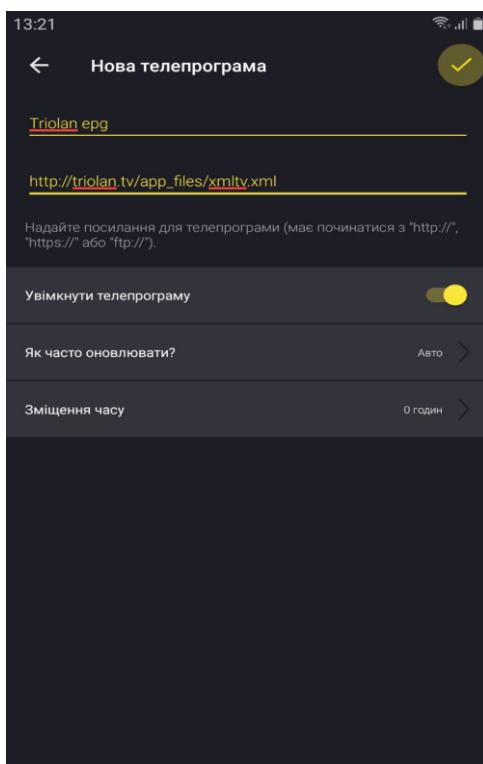 13:21
Нова телепрограма
Triolan epg
http://triolan.tv/app_files/xmltv.xml
Надайте посилання для телепрограми (має починатися з "http://",
"https://" або "ftp://").
Увімкнути телепрограму
Як часто оновлювати?
Авто
Зміщення часу
0 годин